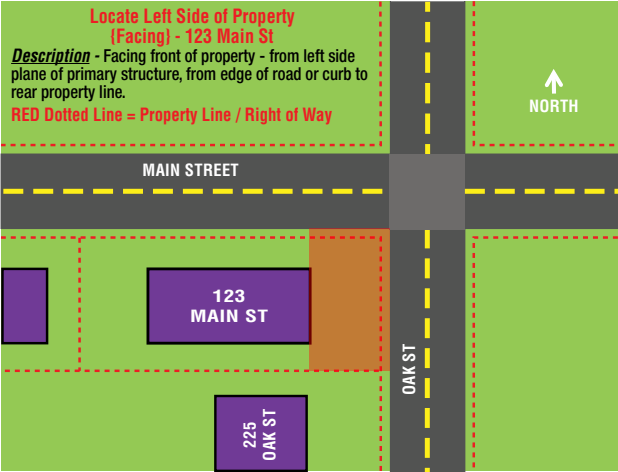 Locate Left Side of Property
{Facing} - 123 Main St
Description - Facing front of property - from left side
plane of primary structure, from edge of road or curb to
rear property line.
RED Dotted Line = Property Line / Right of Way
NORTH
MAIN STREET
123
MAIN ST
OAK ST
225
OAK ST